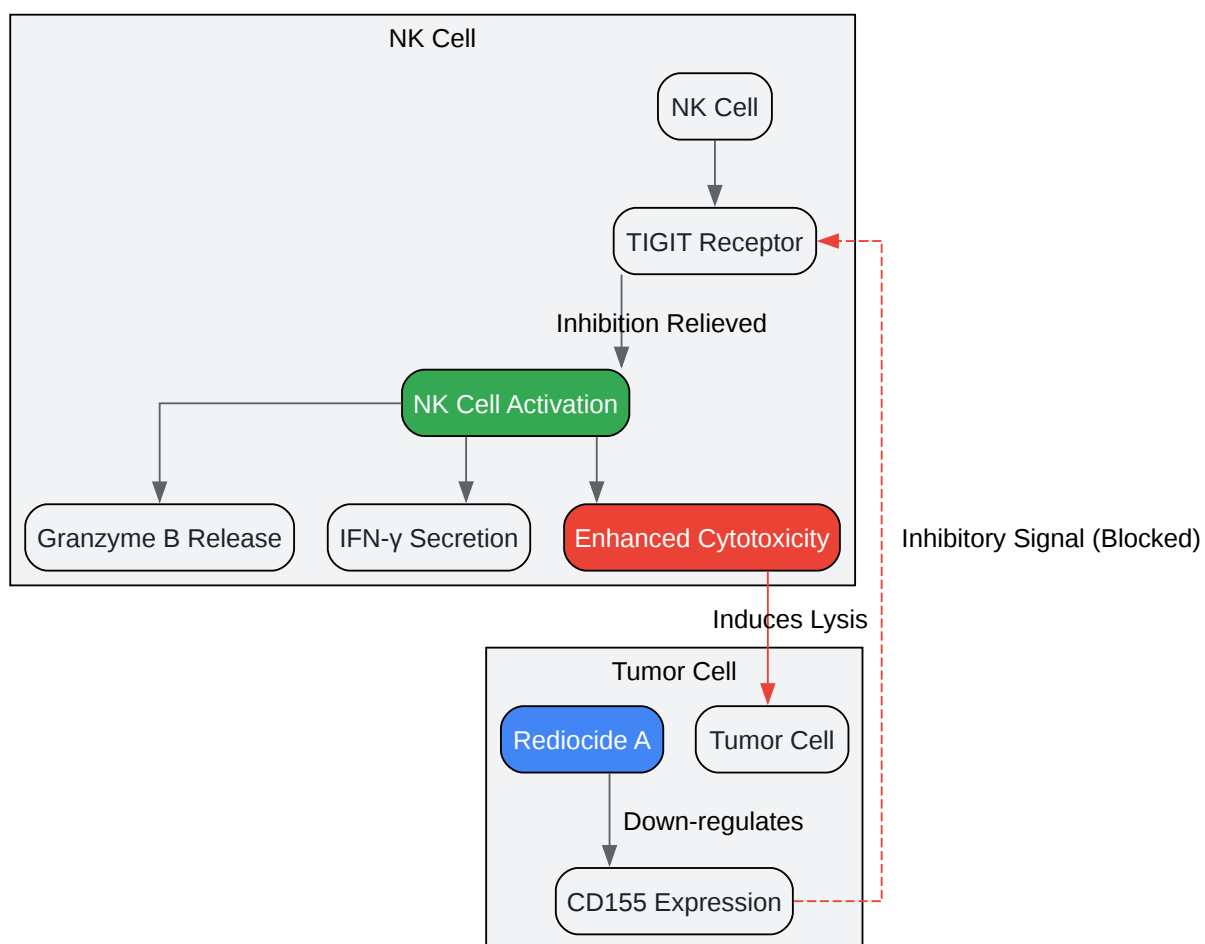 NK Cell
NK Cell
TIGIT Receptor
Inhibition Relieved
NK Cell Activation
Granzyme B Release
IFN-γ Secretion
Enhanced Cytotoxicity
Inhibitory Signal (Blocked)
Induces Lysis
Tumor Cell
Rediocide A
Tumor Cell
Down-regulates
CD155 Expression